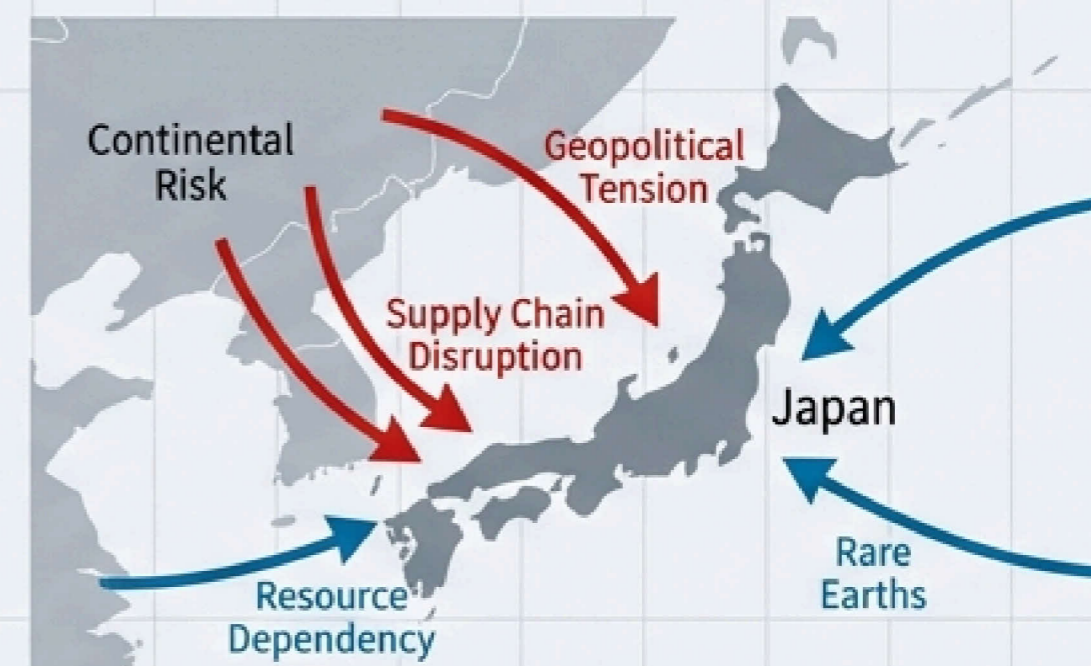 Continental
Risk
Geopolitical
Tension
Supply Chain
Disruption
Japan
Rare
Earths
Resource
Dependency